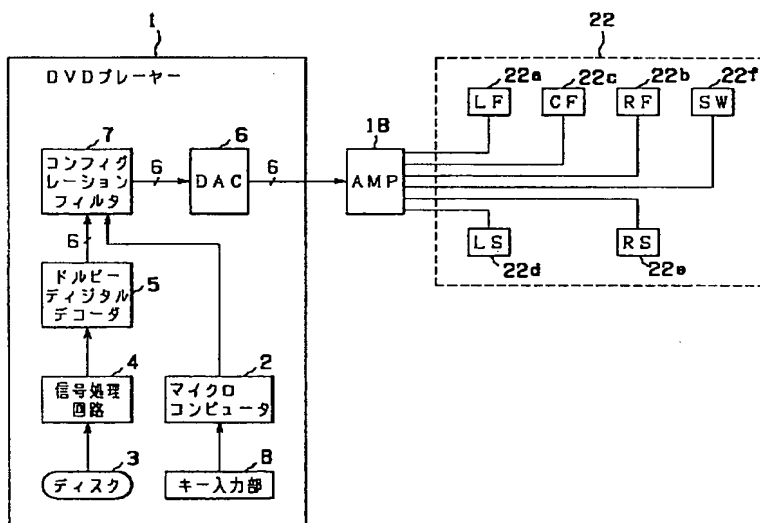 1
22
DVDプレーヤー
22a
22c
22b
22f
LF
CF
RF
SW
7
6
18
コンフィグ
レーション
フィルタ
6
DAC
6
AMP
6
LS
RS
22d
22e
ドルビー
ディジタル
デコーダ
5
4
2
信号処理
回路
マイクロ
コンピュータ
3
8
ディスク
キー入力部